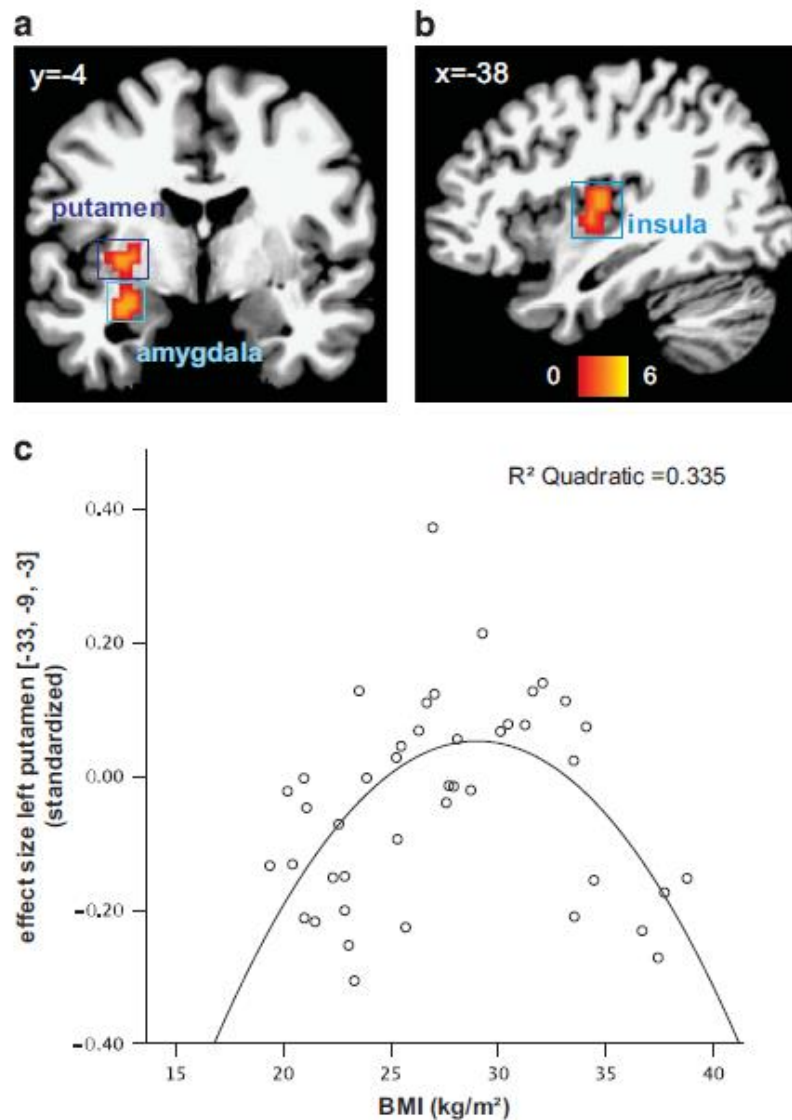 a
b
y=-4
x=-38
putamen
amygdala
insula
0
6
c
R² Quadratic =0.335
effect size left putamen [-33, -9, -3]
(standardized)
0.40
0.20
0.00
−0.20
-0.40
15
20
25
30
35
40
BMI (kg/m²)